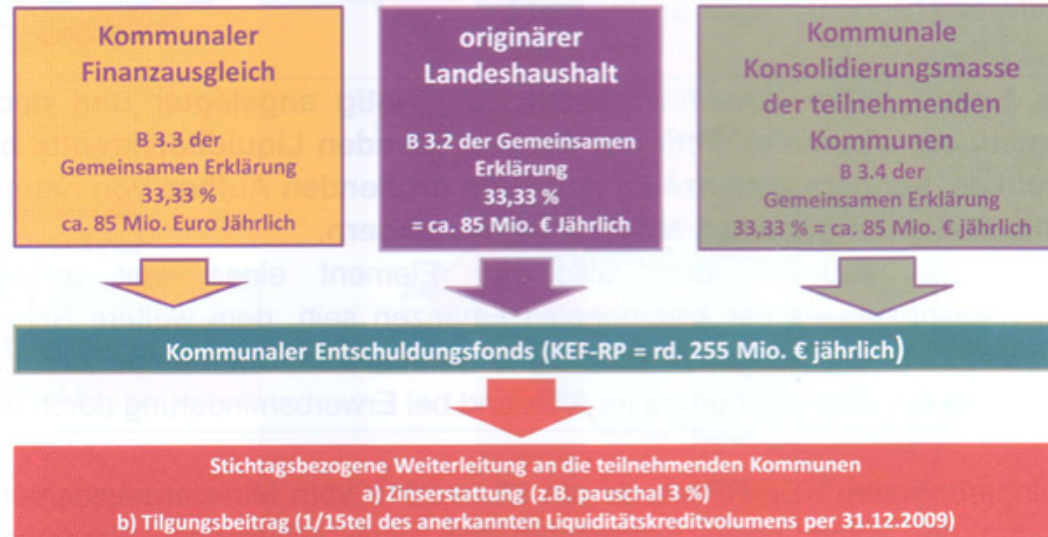 Kommunaler
Finanzausgleich
B 3.3 der
Gemeinsamen Erklärung
33,33 %
ca. 85 Mio. Euro Jährlich
originärer
Landeshaushalt
B 3.2 der Gemeinsamen
Erklärung
33,33 %
= ca. 85 Mio. € Jährlich
Kommunale
Konsolidierungsmasse
der teilnehmenden
Kommunen
B 3.4 der
Gemeinsamen Erklärung
33,33 % = ca. 85 Mio. € jährlich
Kommunaler Entschuldungsfonds (KEF-RP = rd. 255 Mio. € jährlich)
Stichtagsbezogene Weiterleitung an die teilnehmenden Kommunen
a) Zinserstattung (z.B. pauschal 3 %)
b) Tilgungsbeitrag (1/15tel des anerkannten Liquiditätskreditvolumens per 31.12.2009)